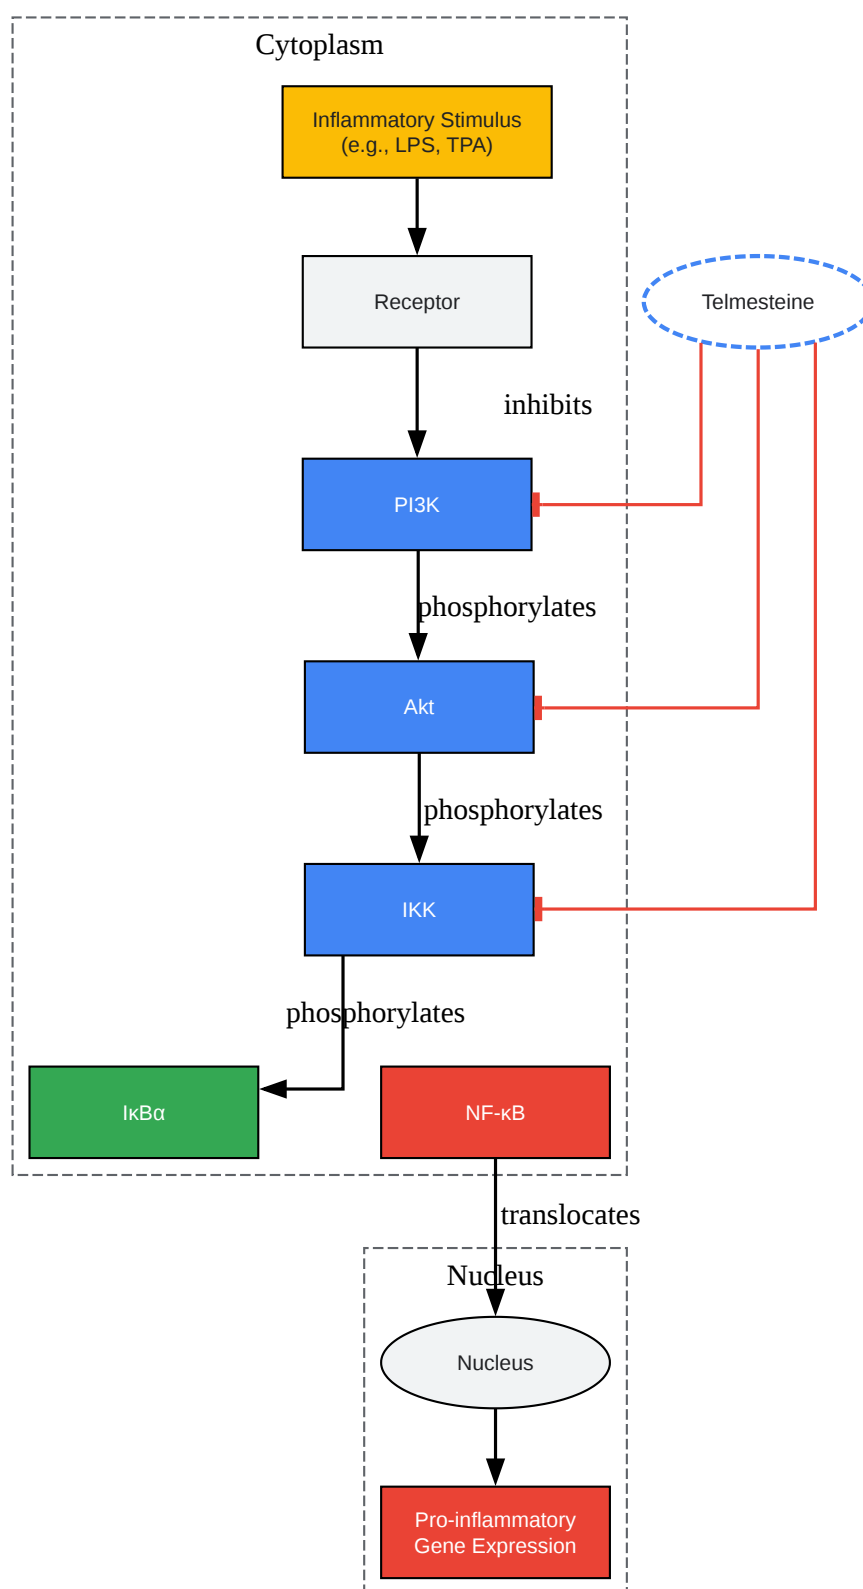 Cytoplasm
Inflammatory Stimulus
(e.g., LPS, TPA)
Receptor
Telmesteine
inhibits
PI3K
phosphorylates
Akt
phosphorylates
IKK
phosphorylates
IκBα
NF-κB
translocates
Nucleus
Nucleus
Pro-inflammatory
Gene Expression